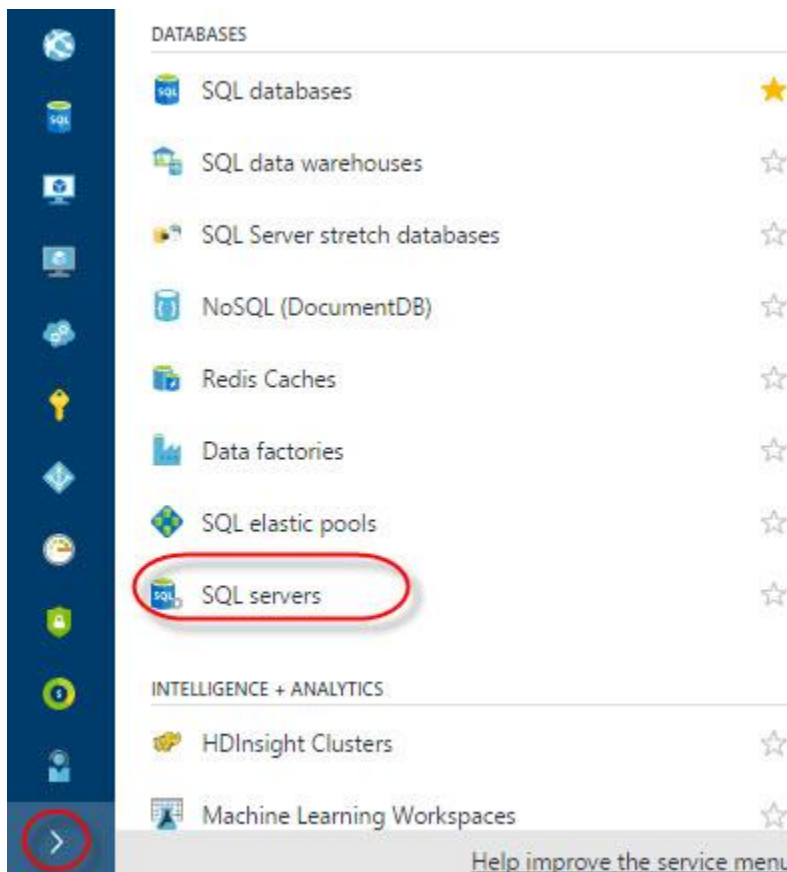 DATABASES
SQL databases
SQL data warehouses
SQL Server stretch databases
NoSQL (DocumentDB)
Redis Caches
Data factories
SQL elastic pools
SQL servers
INTELLIGENCE + ANALYTICS
HDInsight Clusters
Machine Learning Workspaces
Help improve the service menu